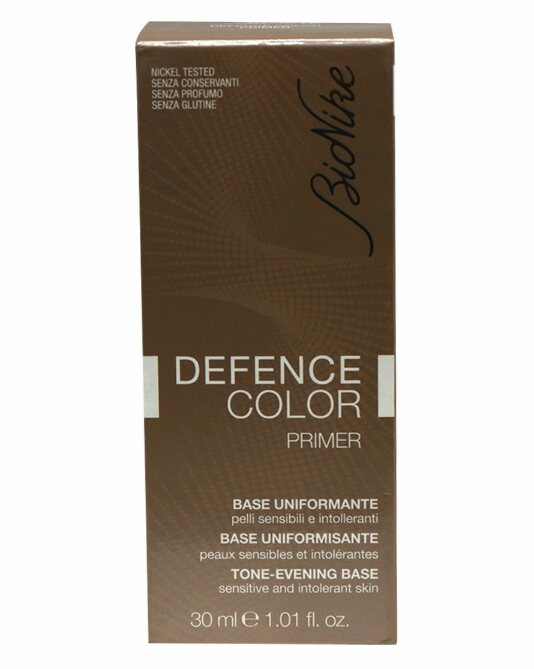 PRIMER
NICKEL TESTED
SENZA CONSERVANTI
SENZA PROFUMO
SENZA GLUTINE
BioNike
DEFENCE
COLOR
PRIMER
BASE UNIFORMANTE
pelli sensibili e intolleranti
BASE UNIFORMISANTE
peaux sensibles et intolérantes
TONE-EVENING BASE
sensitive and intolerant skin
30 ml ℮ 1.01 fl. oz.